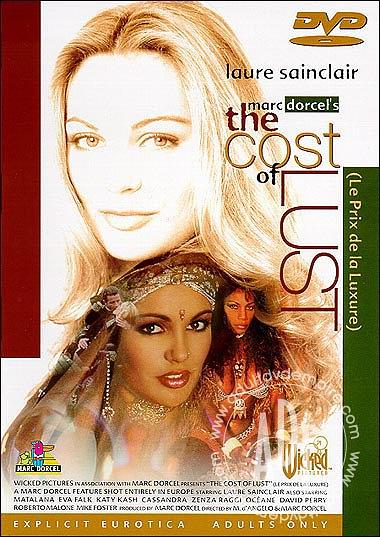 DVD
VIDEO
laure sainclair
marc dorcel's
the
cost
of
LUST
(Le Prix de la Luxure)
MARC DORCEL
Wicked
PICTURES
WICKED PICTURES IN ASSOCIATION WITH MARC DORCEL PRESENTS "THE COST OF LUST" (LE PRIX DE LA LUXURE)
A MARC DORCEL FEATURE SHOT ENTIRELY IN EUROPE STARRING LAURE SAINCLAIR ALSO STARRING
MATALANA EVA FALK KATY KASH CASSANDRA ZENZA RAGGI OCÉANE DAVID PERRY
ROBERTO MALONE MIKE FOSTER PRODUCED BY MARC DORCEL DIRECTED BY M. d'ANGELO & MARC DORCEL
EXPLICIT EUROTICA ADULTS ONLY